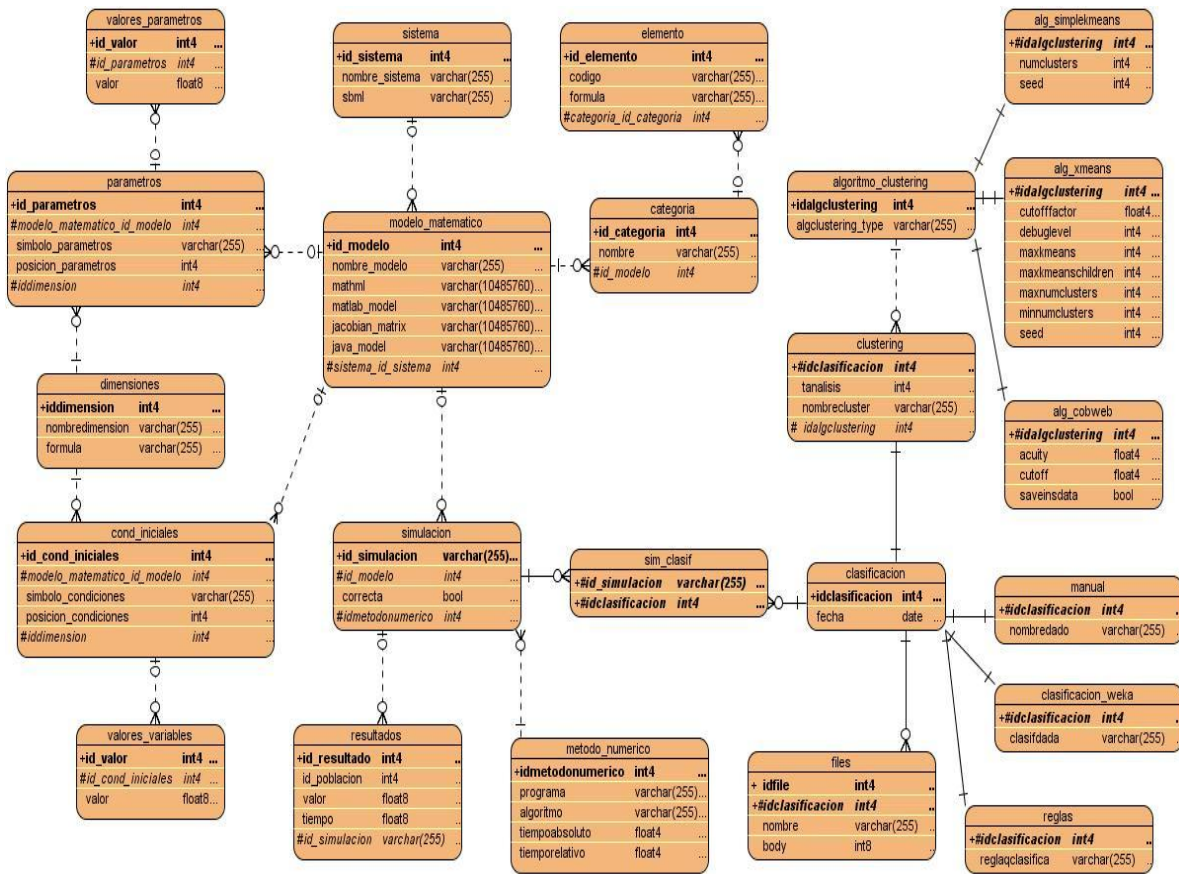 valores_parametros
+id_valor int4 ...
#id_parametros int4 ...
valor float8 ...
sistema
+id_sistema int4 ...
nombre_sistema varchar(255) ..
sbml varchar(255) ..
elemento
+id_elemento int4 ...
codigo varchar(255)...
formula varchar(255)...
#categoria_id_categoria int4 ...
alg_simplekmeans
+#idalgclustering int4 ...
numclusters int4 ..
seed int4 ..
parametros
+id_parametros int4 ...
#modelo_matematico_id_modelo int4 ...
simbolo_parametros varchar(255) ...
posicion_parametros int4 ...
#iddimension int4 ...
modelo_matematico
+id_modelo int4 ...
nombre_modelo varchar(255) ...
mathml varchar(10485760)...
matlab_model varchar(10485760)...
jacobian_matrix varchar(10485760)...
java_model varchar(10485760)...
#sistema_id_sistema int4 ...
categoria
+id_categoria int4 ...
nombre varchar(255) ..
#id_modelo int4 ..
algoritmo_clustering
+idalgclustering int4 ...
algclustering_type varchar(255) ...
alg_xmeans
+#idalgclustering int4 ...
cutofffactor float4...
debuglevel int4 ...
maxkmeans int4 ...
maxkmeanschildren int4 ...
maxnumclusters int4 ...
minnumclusters int4 ...
seed int4 ...
dimensiones
+iddimension int4 ...
nombredimension varchar(255) ...
formula varchar(255) ...
clustering
+#idclasificacion int4 ..
tanalisis int4 ..
nombrecluster varchar(255) ..
# idalgclustering int4 ..
alg_cobweb
+#idalgclustering int4 ...
acuity float4 ...
cutoff float4 ...
saveinsdata bool ...
cond_iniciales
+id_cond_iniciales int4 ...
#modelo_matematico_id_modelo int4 ...
simbolo_condiciones varchar(255) ...
posicion_condiciones int4 ...
#iddimension int4 ...
simulacion
+id_simulacion varchar(255)...
#id_modelo int4 ...
correcta bool ...
#idmetodonumerico int4 ...
sim_clasif
+#id_simulacion varchar(255) ...
+#idclasificacion int4 ...
clasificacion
+idclasificacion int4 ...
fecha date ...
manual
+#idclasificacion int4 ..
nombredado varchar(255) ..
clasificacion_weka
+#idclasificacion int4 ..
clasifdada varchar(255) ..
valores_variables
+id_valor int4 ...
#id_cond_iniciales int4 ...
valor float8...
resultados
+id_resultado int4 ..
id_poblacion int4 ..
valor float8 ..
tiempo float8 ..
#id_simulacion varchar(255) ..
metodo_numerico
+idmetodonumerico int4 ...
programa varchar(255)...
algoritmo varchar(255)...
tiempoabsoluto float4 ...
tiemporelativo float4 ...
files
+ idfile int4 ..
+#idclasificacion int4 ..
nombre varchar(255) ..
body int8 ..
reglas
+#idclasificacion int4 ..
reglaqclasifica varchar(255) ..